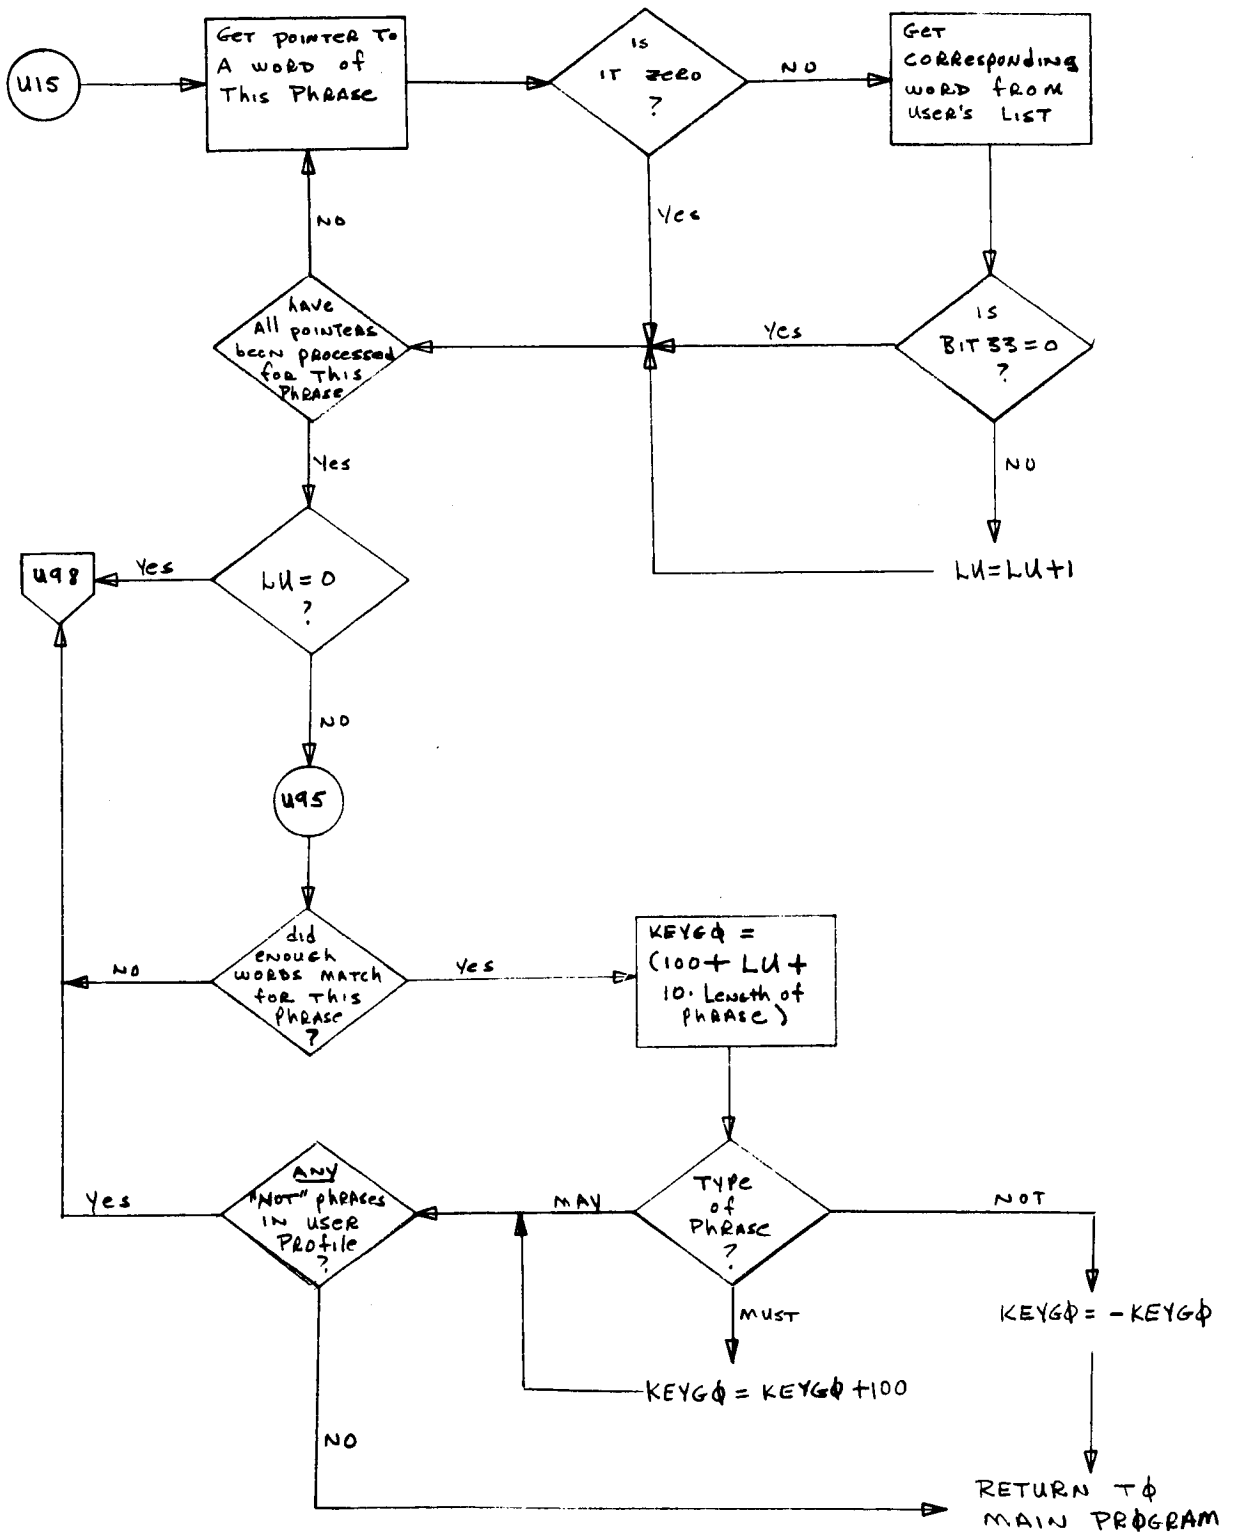 U15
GET POINTER TO
A WORD of
This PHRASE
IS
IT ZERO
?
NO
GET
CORRESPONDING
WORD FROM
USER'S LIST
Yes
NO
HAVE
All POINTERS
been PROCESSED
FOR THIS
PHRASE
Yes
IS
BIT 33=0
?
Yes
NO
LU=LU+1
U98
Yes
LU=0
?
NO
U95
did
ENOUGH
WORDS MATCH
FOR THIS
PHRASE
?
NO
Yes
KEYGØ =
(100+ LU +
10. Length of
PHRASE)
ANY
"NOT" phRASES
IN USER
PROfILE
?
Yes
MAY
TYPE
of
PHRASE
?
NOT
MUST
KEYGØ= -KEYGØ
KEYGØ = KEYGØ +100
NO
RETURN TØ
MAIN PRØGRAM